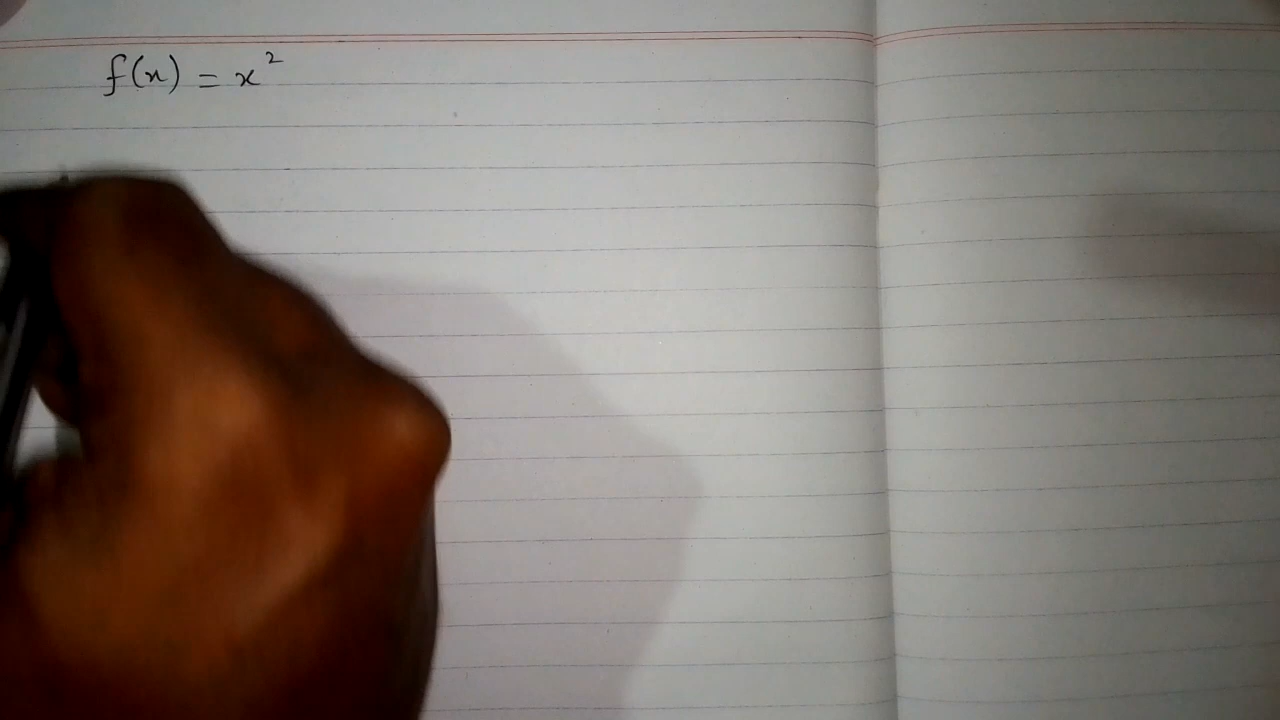 f(x) = x²